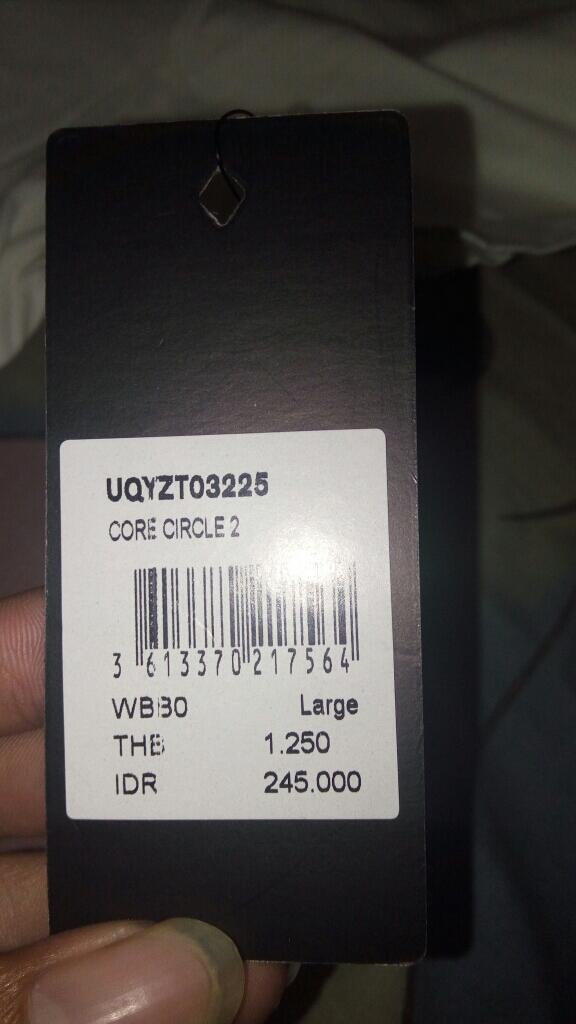 UQYZT03225
CORE CIRCLE 2
3 613370 217564
WBB0 Large
THB 1.250
IDR 245.000